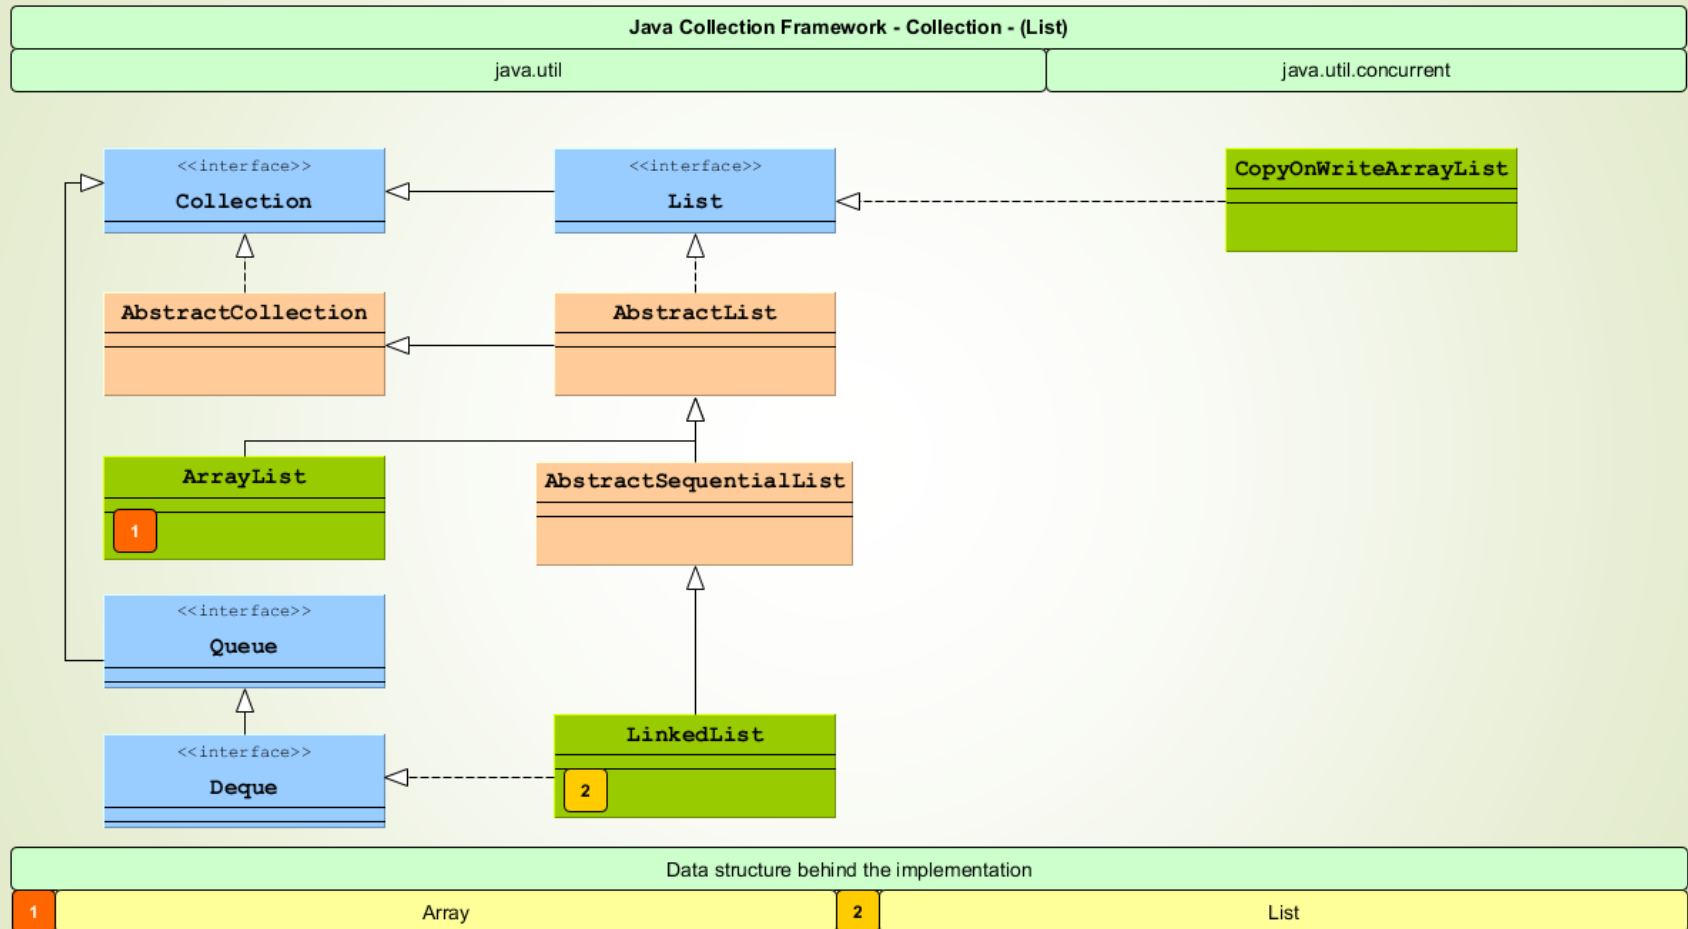 Java Collection Framework - Collection - (List)
java.util
java.util.concurrent
<<interface>>
Collection
<<interface>>
List
CopyOnWriteArrayList
AbstractCollection
AbstractList
ArrayList
1
AbstractSequentialList
<<interface>>
Queue
<<interface>>
Deque
LinkedList
2
Data structure behind the implementation
1
Array
2
List